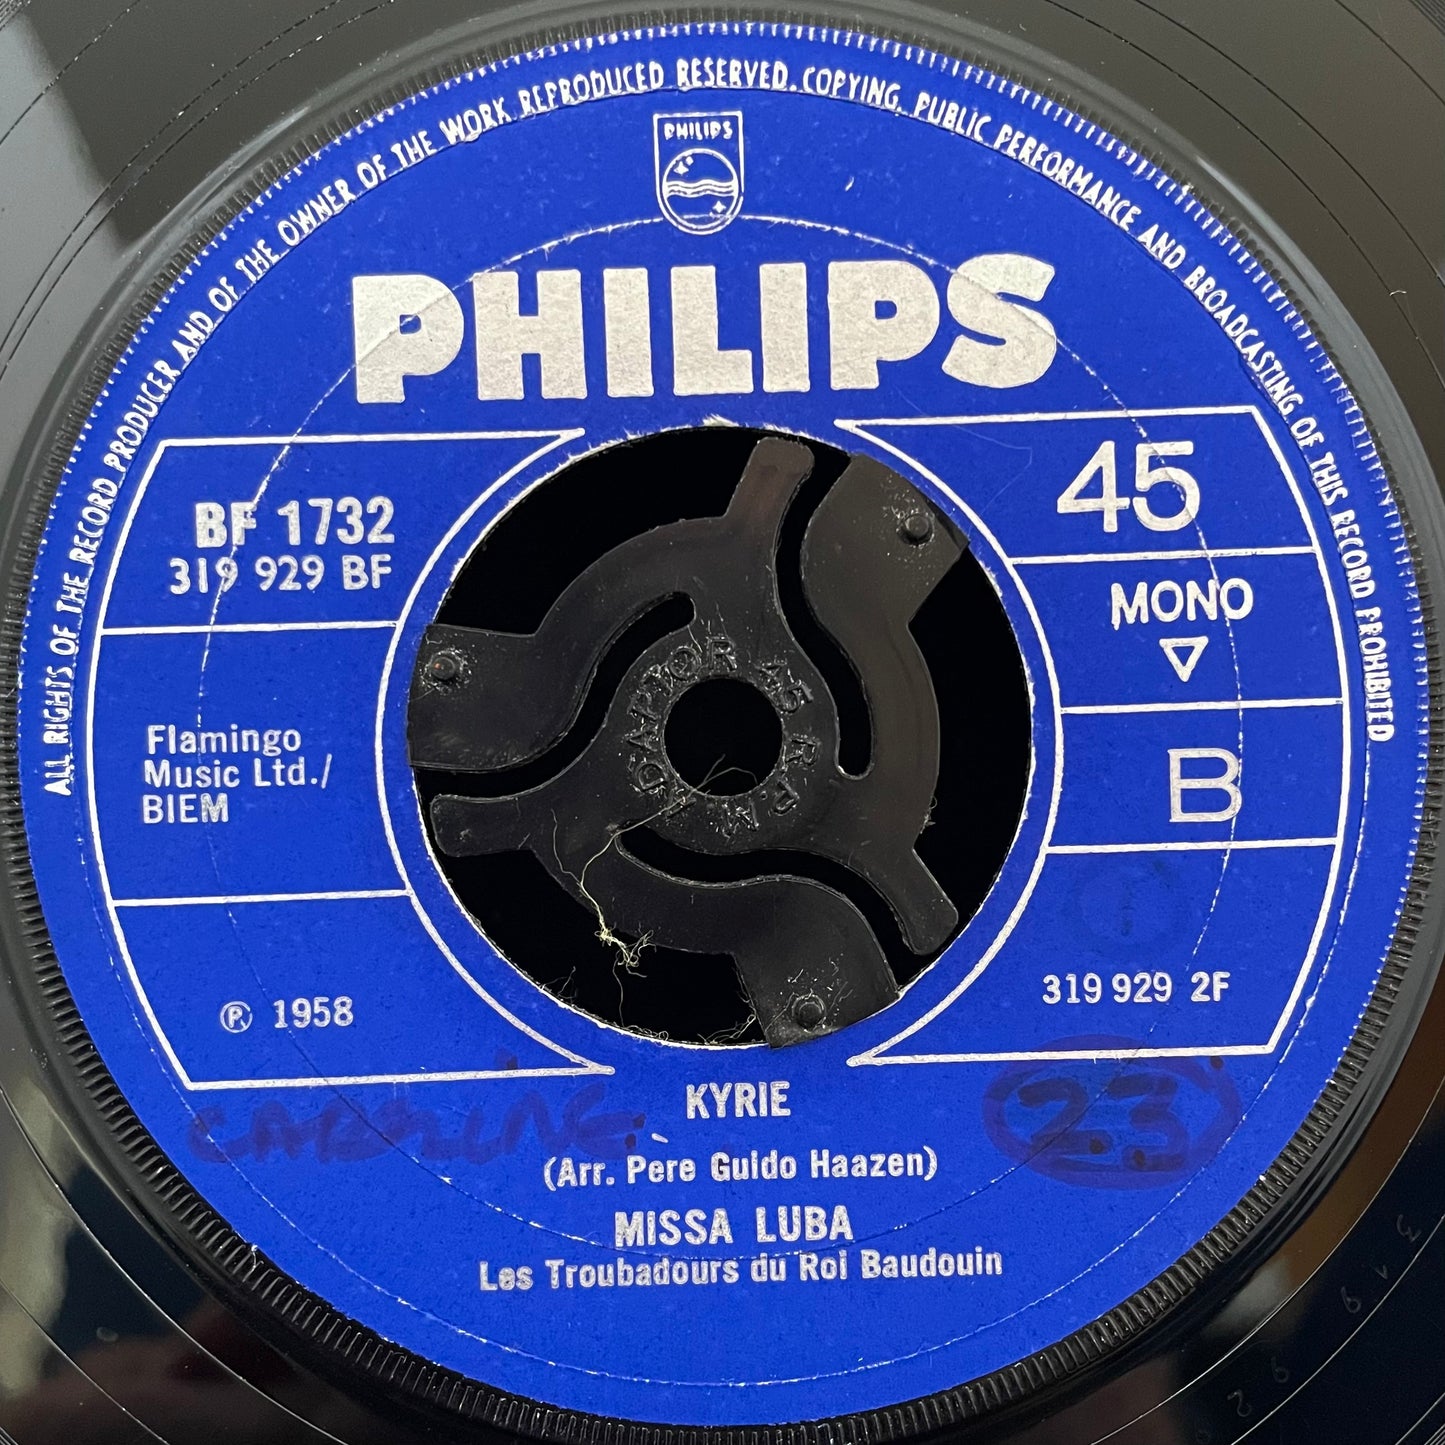 ALL RIGHTS OF THE RECORD PRODUCER AND OF THE OWNER OF THE WORK REPRODUCED RESERVED. COPYING, PUBLIC PERFORMANCE AND BROADCASTING OF THIS RECORD PROHIBITED
PHILIPS
PHILIPS
BF 1732
319 929 BF
45
MONO
Flamingo
Music Ltd./
BIEM
B
ADAPTOR 45 R.P.M.
℗ 1958
319 929 2F
KYRIE
23
CAROLINE
(Arr. Père Guido Haazen)
MISSA LUBA
Les Troubadours du Roi Baudouin